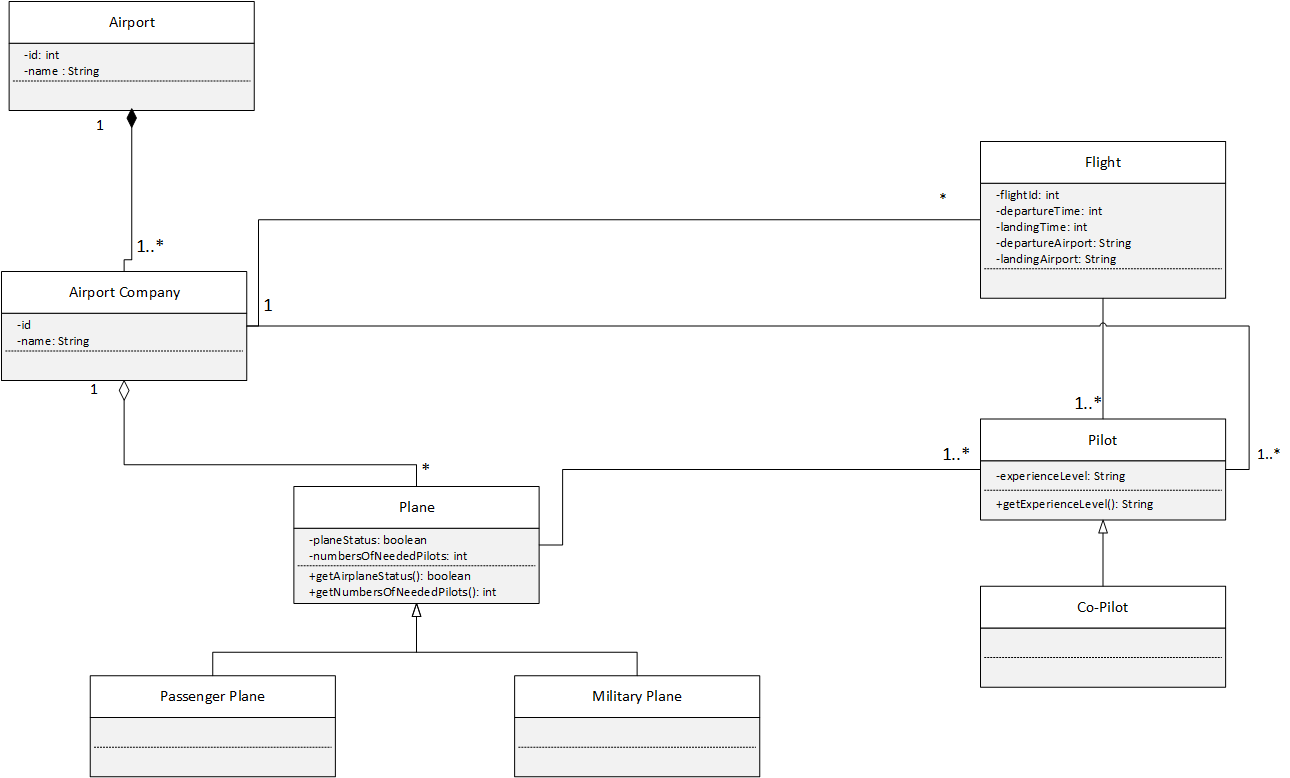 Airport
-id: int
-name : String
1
1..*
Airport Company
-id
-name: String
1
1
*
Flight
-flightId: int
-departureTime: int
-landingTime: int
-departureAirport: String
-landingAirport: String
1..*
Pilot
-experienceLevel: String
+getExperienceLevel(): String
1..*
1..*
*
Plane
-planeStatus: boolean
-numbersOfNeededPilots: int
+getAirplaneStatus(): boolean
+getNumbersOfNeededPilots(): int
Co-Pilot
Passenger Plane
Military Plane